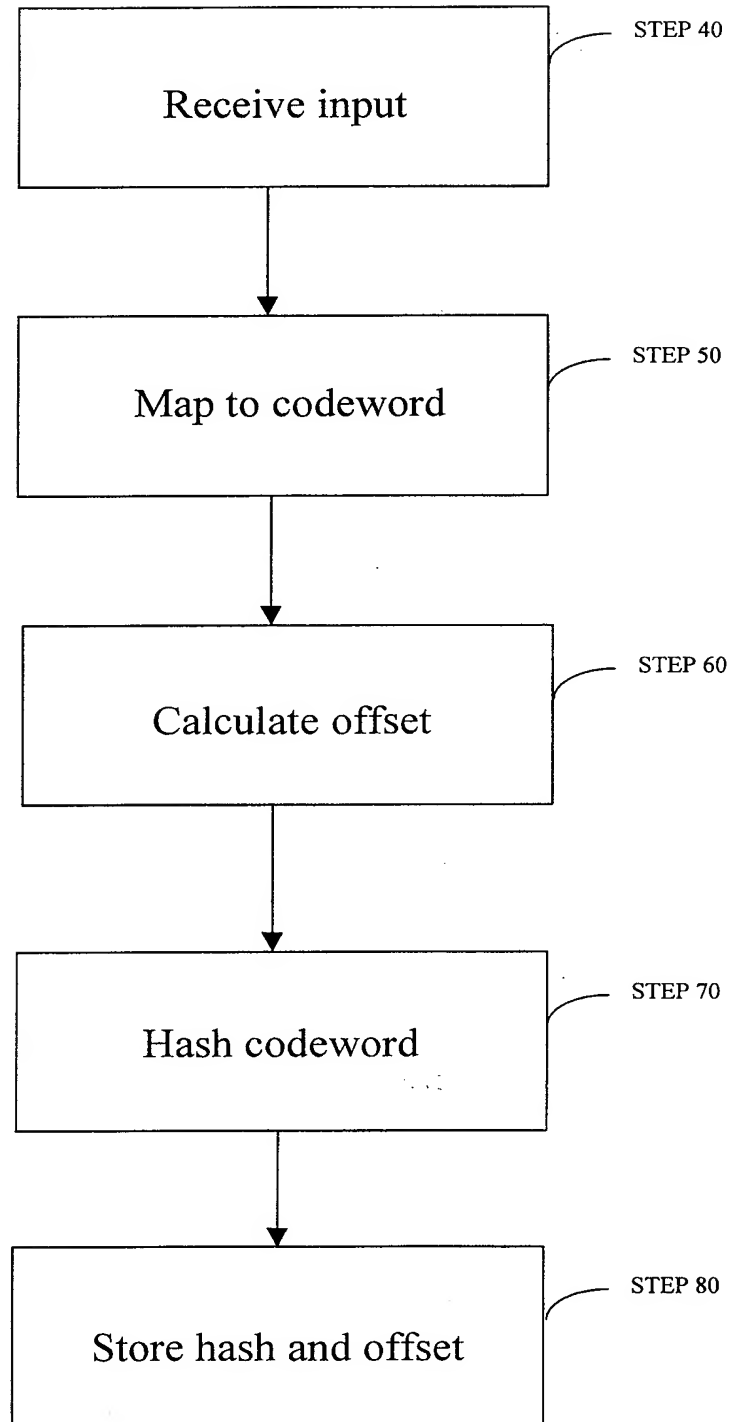 STEP 40
Receive input
STEP 50
Map to codeword
STEP 60
Calculate offset
STEP 70
Hash codeword
STEP 80
Store hash and offset